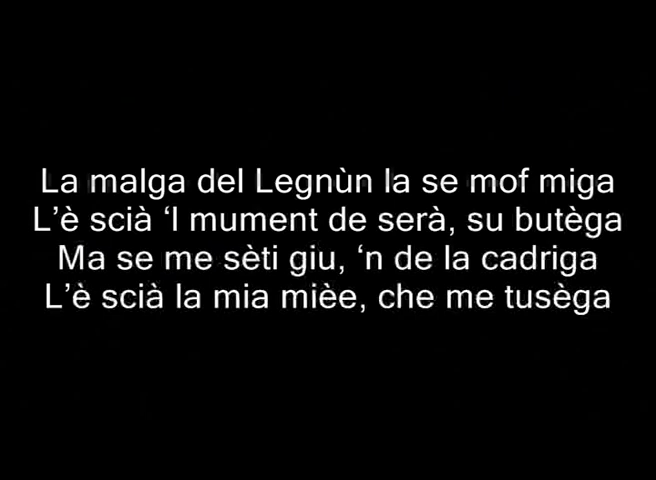 La malga del Legnùn la se mof miga
L’è scià ‘l mument de serà, su butèga
Ma se me sèti giu, ‘n de la cadriga
L’è scià la mia mièe, che me tusèga